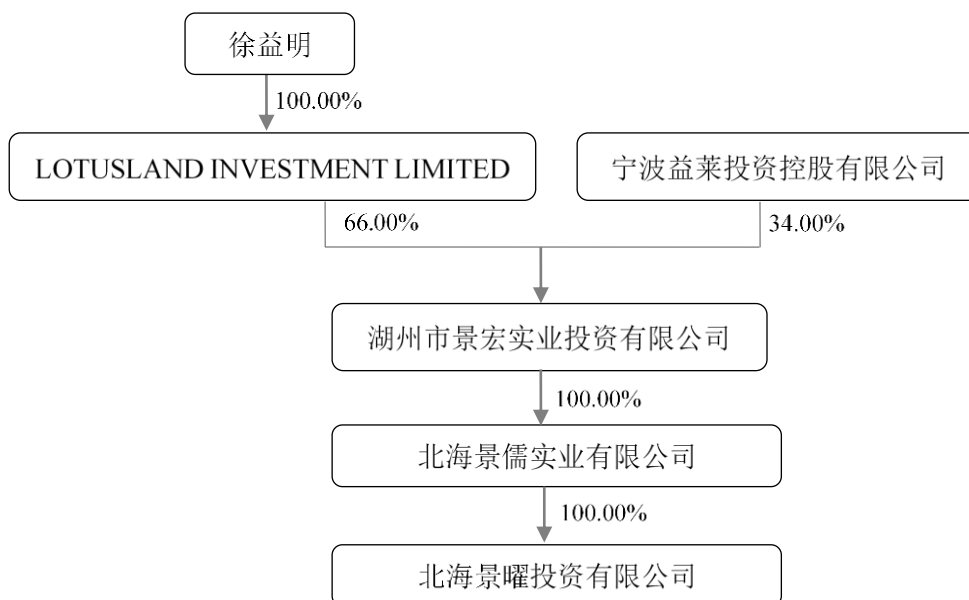 徐益明
100.00%
LOTUSLAND INVESTMENT LIMITED
宁波益莱投资控股有限公司
66.00%
34.00%
湖州市景宏实业投资有限公司
100.00%
北海景儒实业有限公司
100.00%
北海景曜投资有限公司